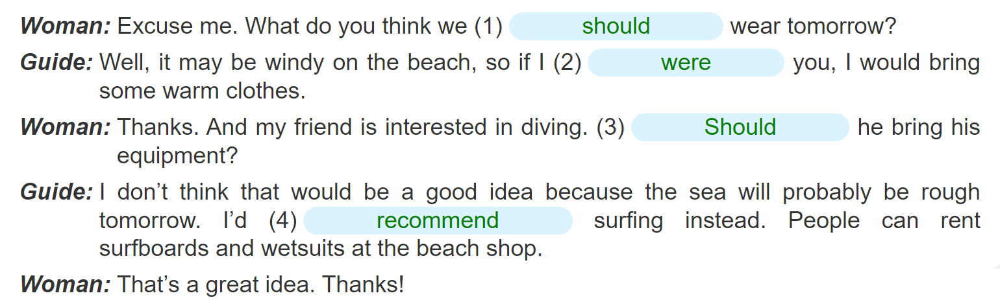 Woman: Excuse me. What do you think we (1) should wear tomorrow?
Guide: Well, it may be windy on the beach, so if I (2) were you, I would bring
some warm clothes.
Woman: Thanks. And my friend is interested in diving. (3) Should he bring his
equipment?
Guide: I don’t think that would be a good idea because the sea will probably be rough
tomorrow. I’d (4) recommend surfing instead. People can rent
surfboards and wetsuits at the beach shop.
Woman: That’s a great idea. Thanks!